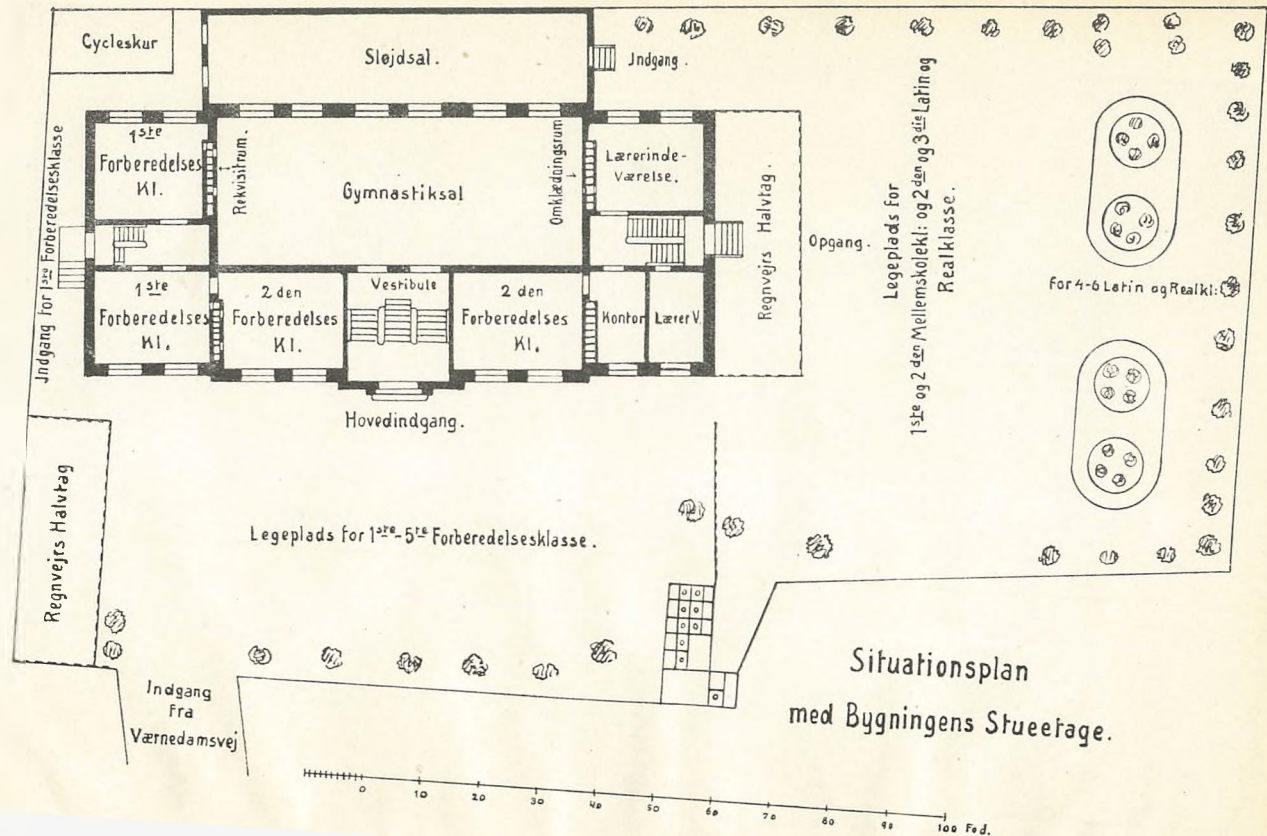 Cycleskur
Sløjdsal.
Jndgang.
1ste
Forberedelses
Kl.
Rekvisitrum.
Gymnastiksal
Omklædningsrum
Lærerinde-
Værelse.
Regnvejrs Halvtag.
Opgang.
Legeplads for
1ste og 2den Mellemskolekl: og 2den og 3die Latin og
Realklasse.
For 4-6 Latin og Realkl:
Jndgang for 1ste Forberedelsesklasse
1ste
Forberedelses
Kl.
2den
Forberedelses
Kl.
Vestibule
2den
Forberedelses
Kl.
Kontor
Lærer V.
Hovedindgang.
Regnvejrs Halvtag
Legeplads for 1ste-5te Forberedelsesklasse.
Indgang
fra
Værnedamsvej
Situationsplan
med Bygningens Stueetage.
0 10 20 30 40 50 60 70 80 90 100 Fod.